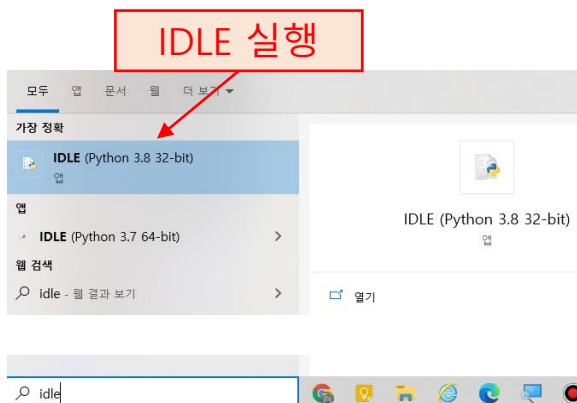 IDLE 실행
모두 앱 문서 웹 더 보기
가장 정확
IDLE (Python 3.8 32-bit)
앱
앱
IDLE (Python 3.7 64-bit)
웹 검색
idle - 웹 결과 보기
IDLE (Python 3.8 32-bit)
앱
열기
idle